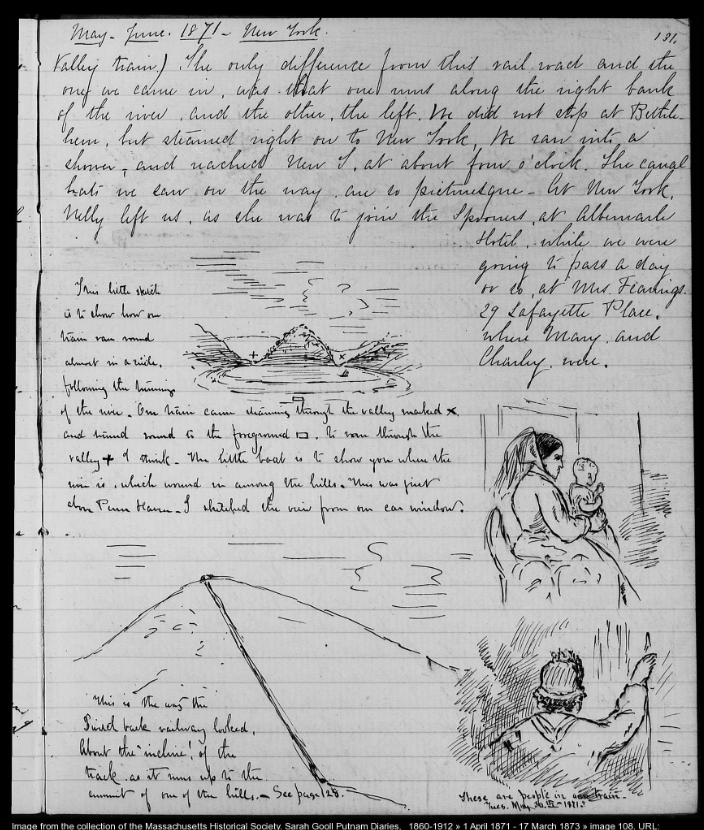 May - June. 1871 - New York.
131.
Valley train.) The only difference from this rail road and the
one we came in, was that one runs along the right bank
of the river, and the other, the left. We did not stop at Bethle-
hem, but steamed right on to New York. We ran into a
shower, and reached New Y. at about four o'clock. The canal
boats we saw on the way, are so picturesque - At New York,
Nelly left us, as she was to join the Spooners, at Albemarle
Hotel, while we were
going to pass a day
or so, at Mrs. Fearings.
29 Lafayette Place,
where Mary, and
Charley, were.
This little sketch
is to show how our
train ran round
almost in a circle,
following the turnings
of the river. Our train came steaming through the valley marked x,
and wound round to the foreground □, to run through the
valley + I think - The little boat is to show you where the
river is, which wound in among the hills. This was just
above Penn Haven - I sketched the view from our car window.
This is the way the
railway looked.
About the "incline" of the
track, as it runs up to the
summit of one of the hills. - See page 128.
These are people in our train -
Tues. May 30. 1871.
Image from the collection of the Massachusetts Historical Society. Sarah Gooll Putnam Diaries, 1860-1912 » 1 April 1871 - 17 March 1873 » image 108, URL: